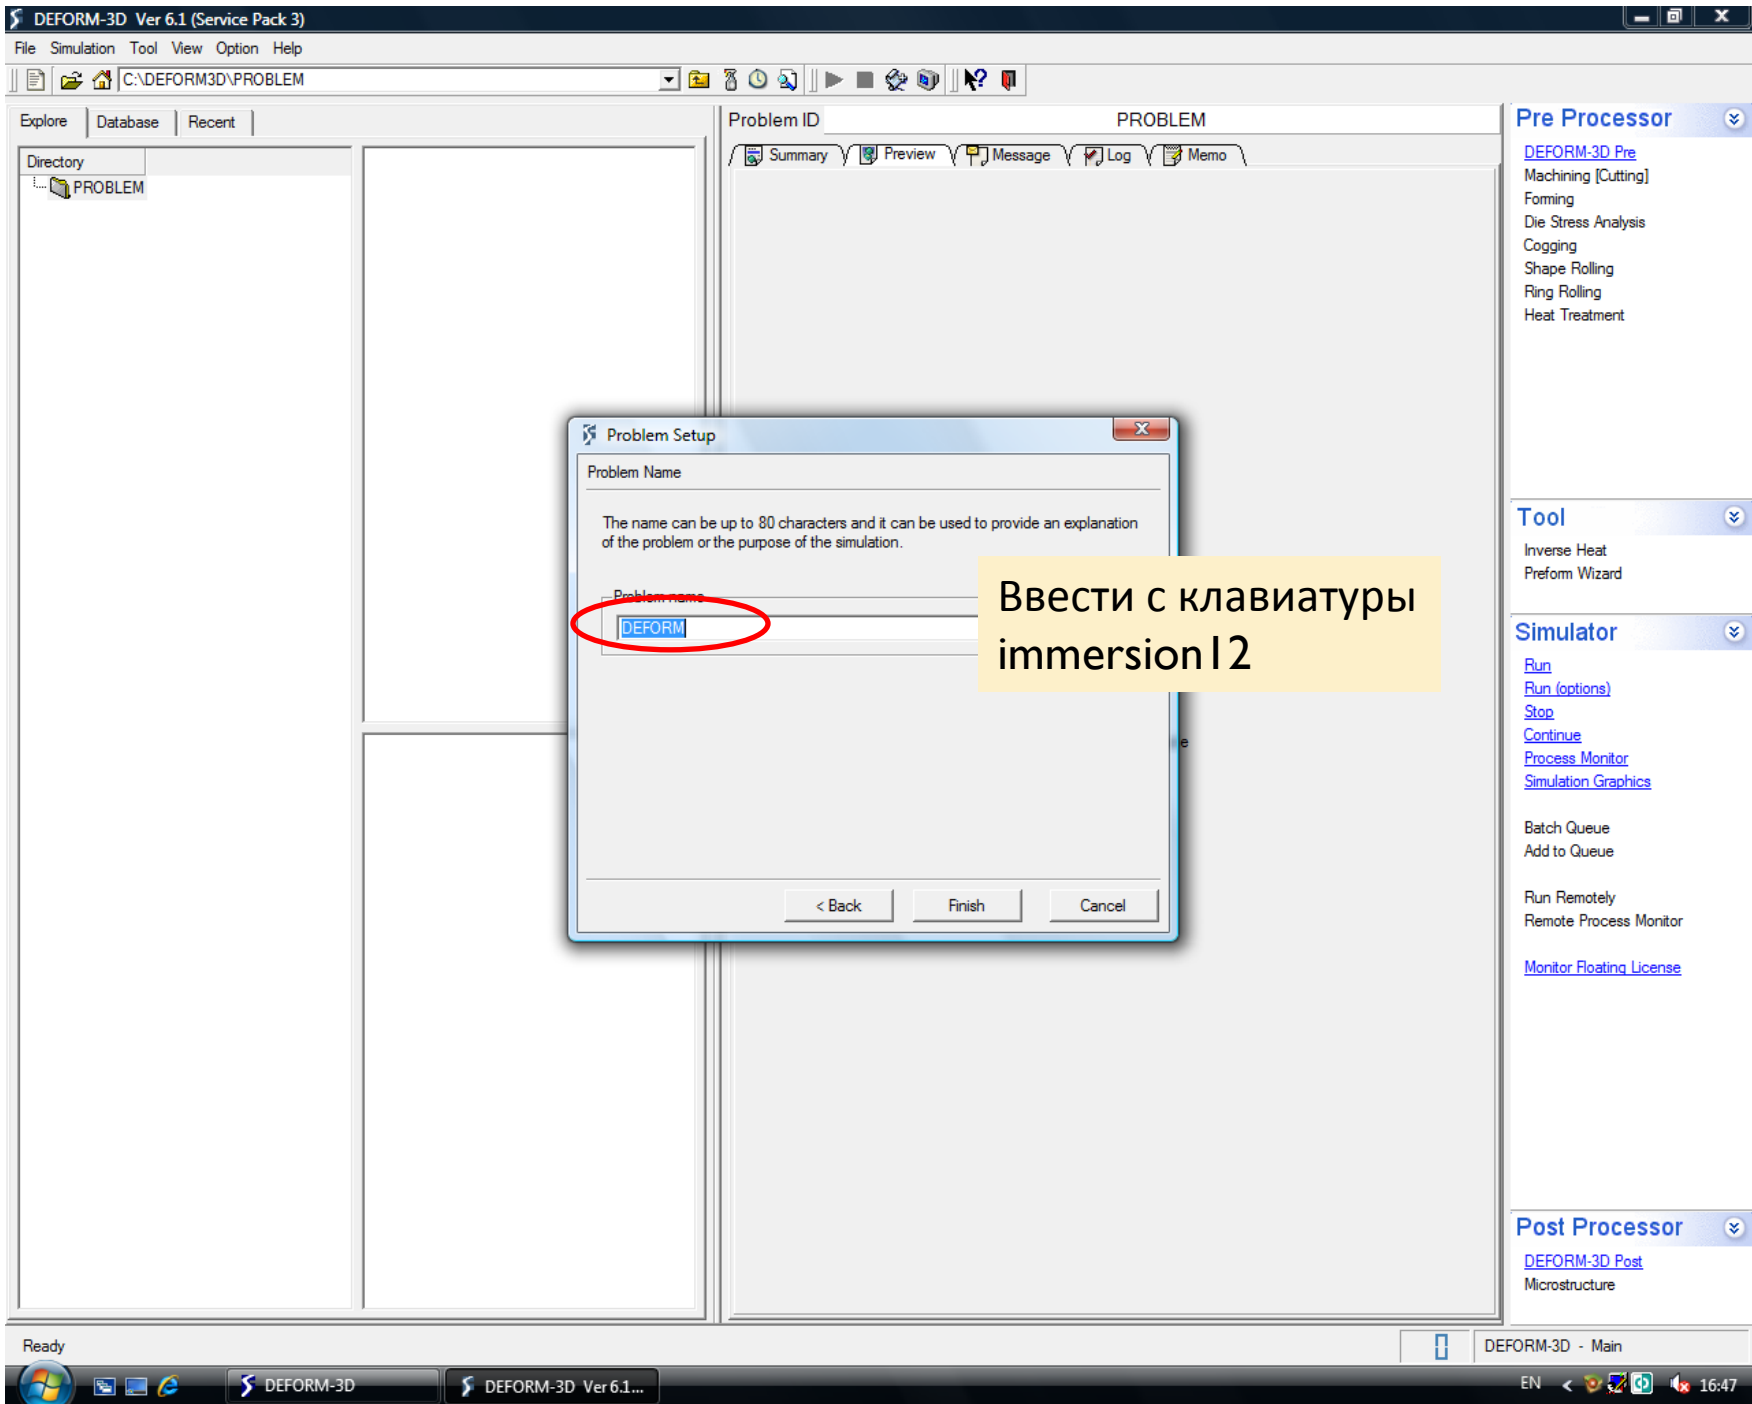 DEFORM-3D Ver 6.1 (Service Pack 3)
File Simulation Tool View Option Help
C:\DEFORM3D\PROBLEM
Explore Database Recent
Directory
PROBLEM
Problem ID PROBLEM
Summary Preview Message Log Memo
Problem Setup
Problem Name
The name can be up to 80 characters and it can be used to provide an explanation
of the problem or the purpose of the simulation.
Problem name
DEFORM
Ввести с клавиатуры
immersion12
e
< Back Finish Cancel
Pre Processor
DEFORM-3D Pre
Machining [Cutting]
Forming
Die Stress Analysis
Cogging
Shape Rolling
Ring Rolling
Heat Treatment
Tool
Inverse Heat
Preform Wizard
Simulator
Run
Run (options)
Stop
Continue
Process Monitor
Simulation Graphics
Batch Queue
Add to Queue
Run Remotely
Remote Process Monitor
Monitor Floating License
Post Processor
DEFORM-3D Post
Microstructure
Ready
DEFORM-3D - Main
DEFORM-3D
DEFORM-3D Ver 6.1...
EN < 16:47